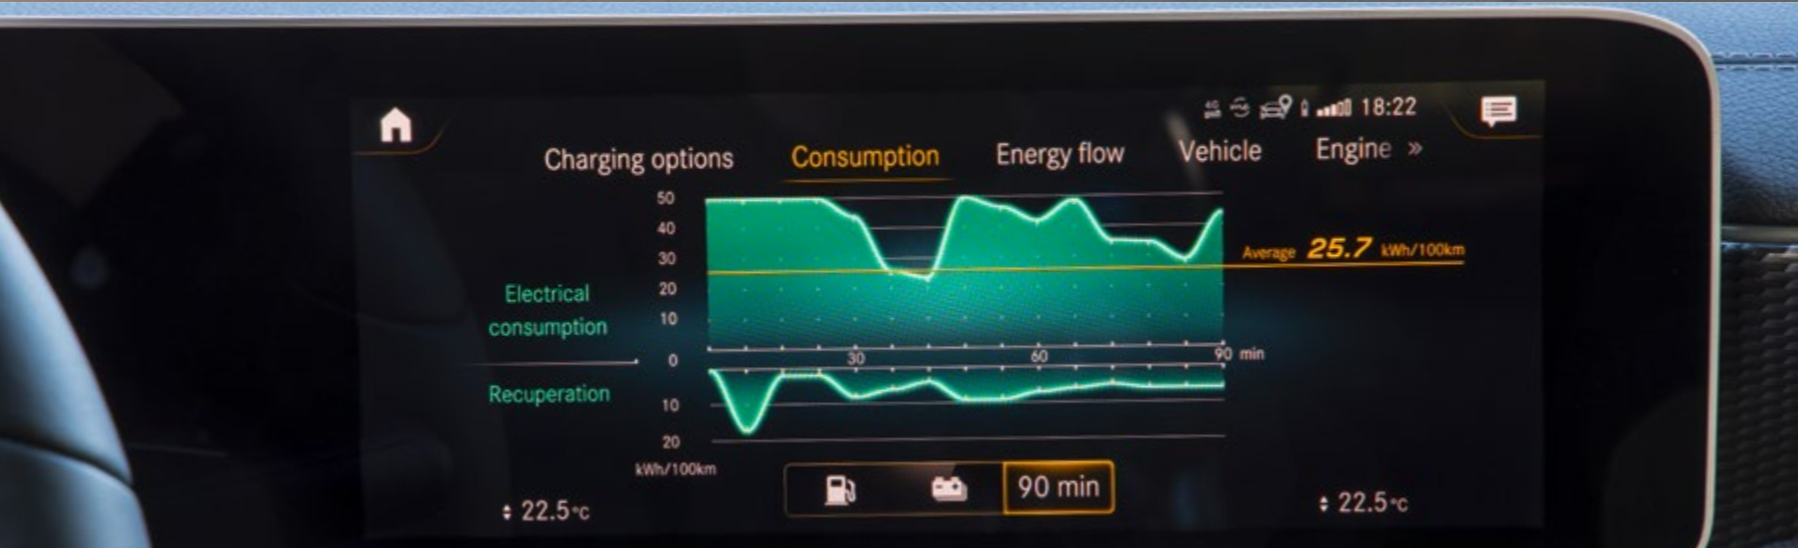 4G 18:22
Charging options Consumption Energy flow Vehicle Engine »
50
40
30
20
10
0
Electrical
consumption
Average 25.7 kWh/100km
30 60 90 min
Recuperation
10
20
kWh/100km
90 min
22.5°C
22.5°C